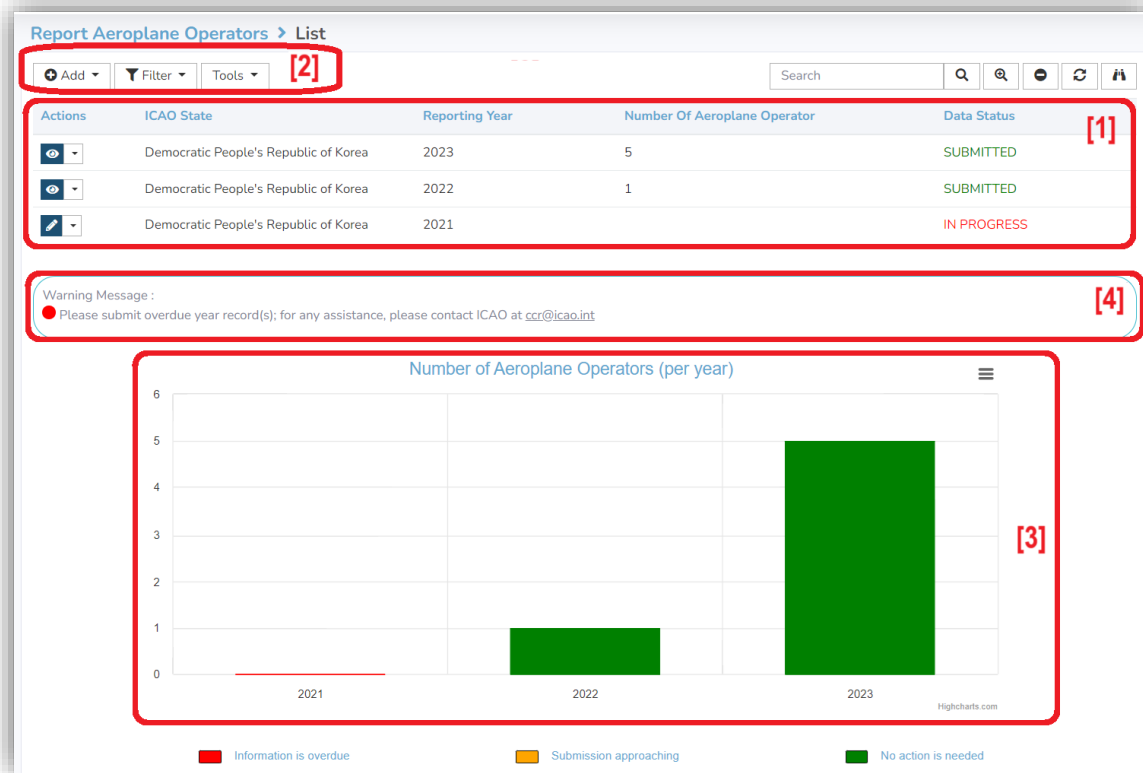 Report Aeroplane Operators > List
Add Filter Tools [2] Search
Actions ICAO State Reporting Year Number Of Aeroplane Operator Data Status [1]
Democratic People's Republic of Korea 2023 5 SUBMITTED
Democratic People's Republic of Korea 2022 1 SUBMITTED
Democratic People's Republic of Korea 2021 IN PROGRESS
Warning Message : [4]
Please submit overdue year record(s); for any assistance, please contact ICAO at ccr@icao.int
Number of Aeroplane Operators (per year)
6
5
4
3 [3]
2
1
0
2021 2022 2023
Highcharts.com
Information is overdue Submission approaching No action is needed